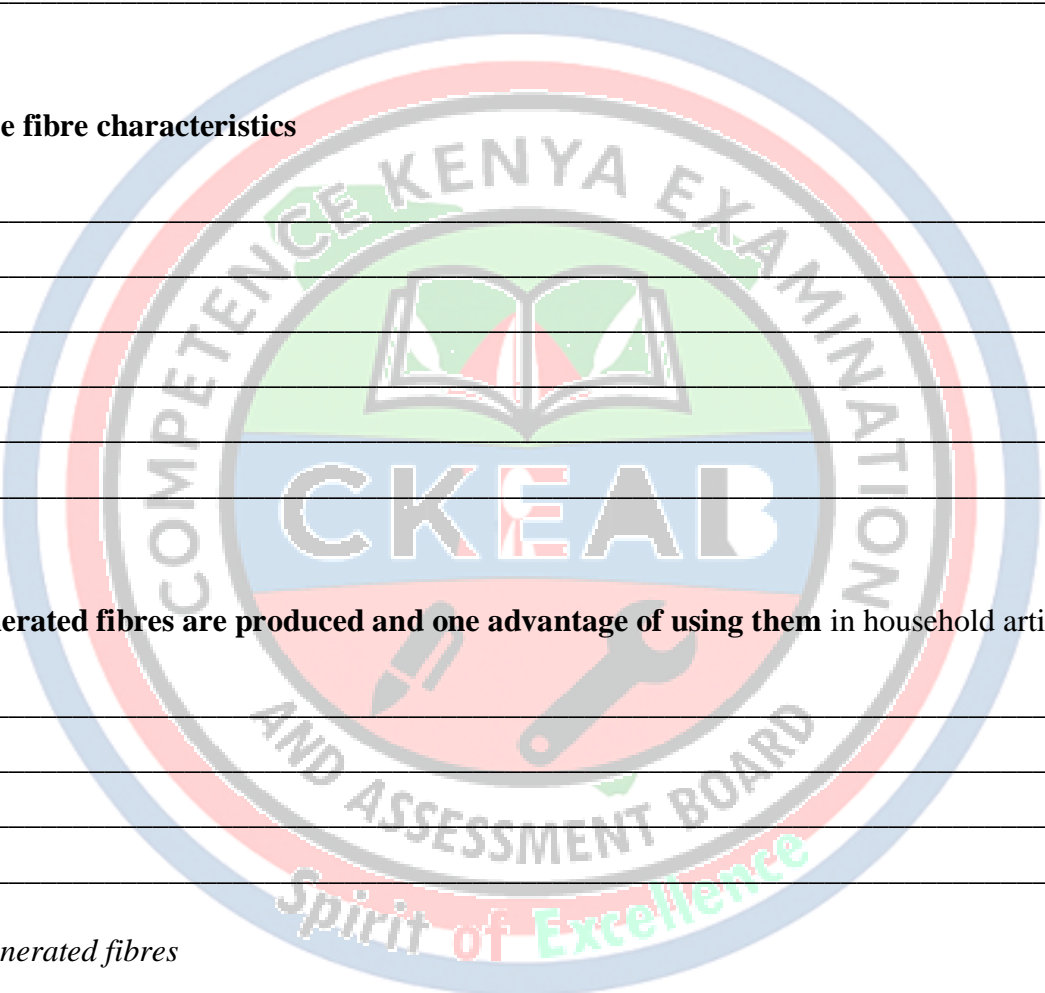 e fibre characteristics
COMPETENCE KENYA EXAMINATION
CKEAB
nerated fibres are produced and one advantage of using them in household arti
AND ASSESSMENT BOARD
Spirit of Excellence
nerated fibres